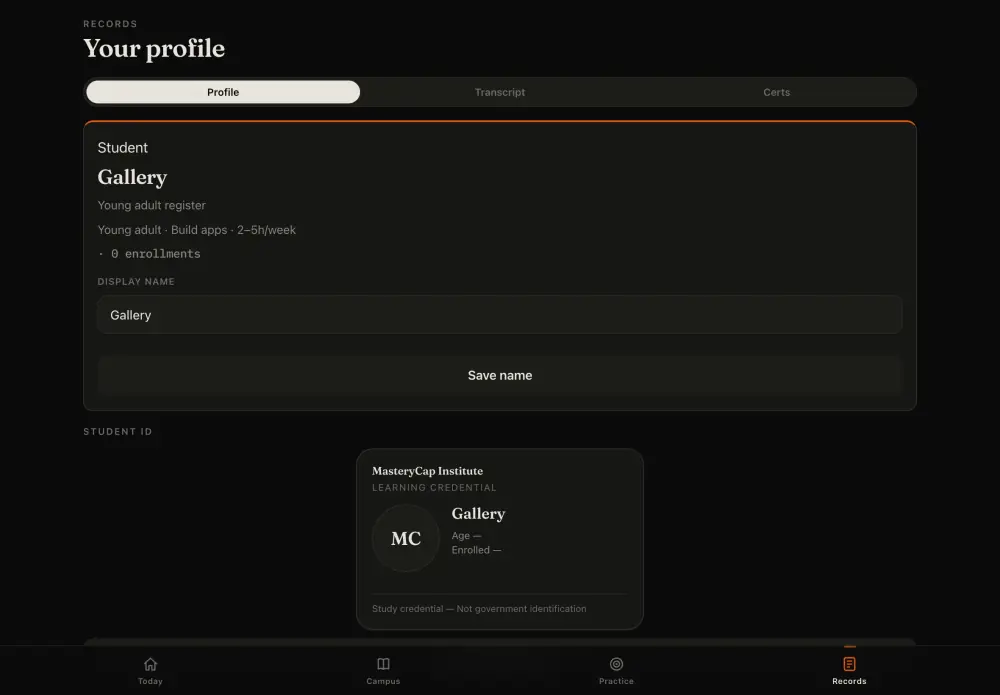 RECORDS
Your profile
Profile
Transcript
Certs
Student
Gallery
Young adult register
Young adult · Build apps · 2–5h/week
· 0 enrollments
DISPLAY NAME
Gallery
Save name
STUDENT ID
MasteryCap Institute
LEARNING CREDENTIAL
MC
Gallery
Age —
Enrolled —
Study credential — Not government identification
Today
Campus
Practice
Records